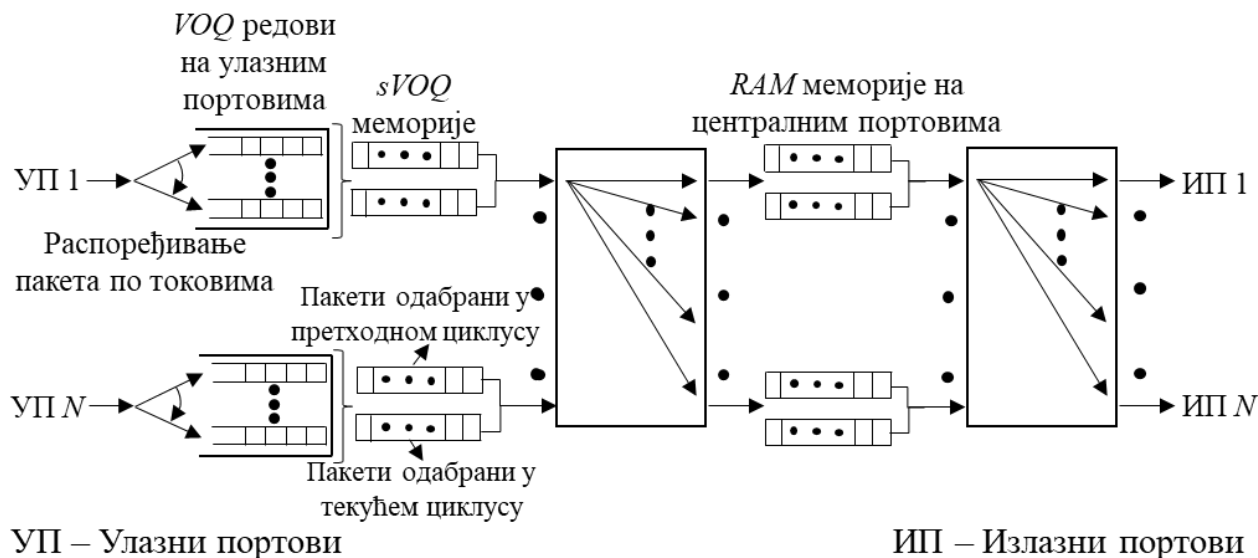 VOQ редови
на улазним
портовима
sVOQ
меморије
RAM меморије на
централним портовима
УП 1
ИП 1
Распоређивање
пакета по токовима
Пакети одабрани у
претходном циклусу
УП N
ИП N
Пакети одабрани у
текућем циклусу
УП – Улазни портови
ИП – Излазни портови